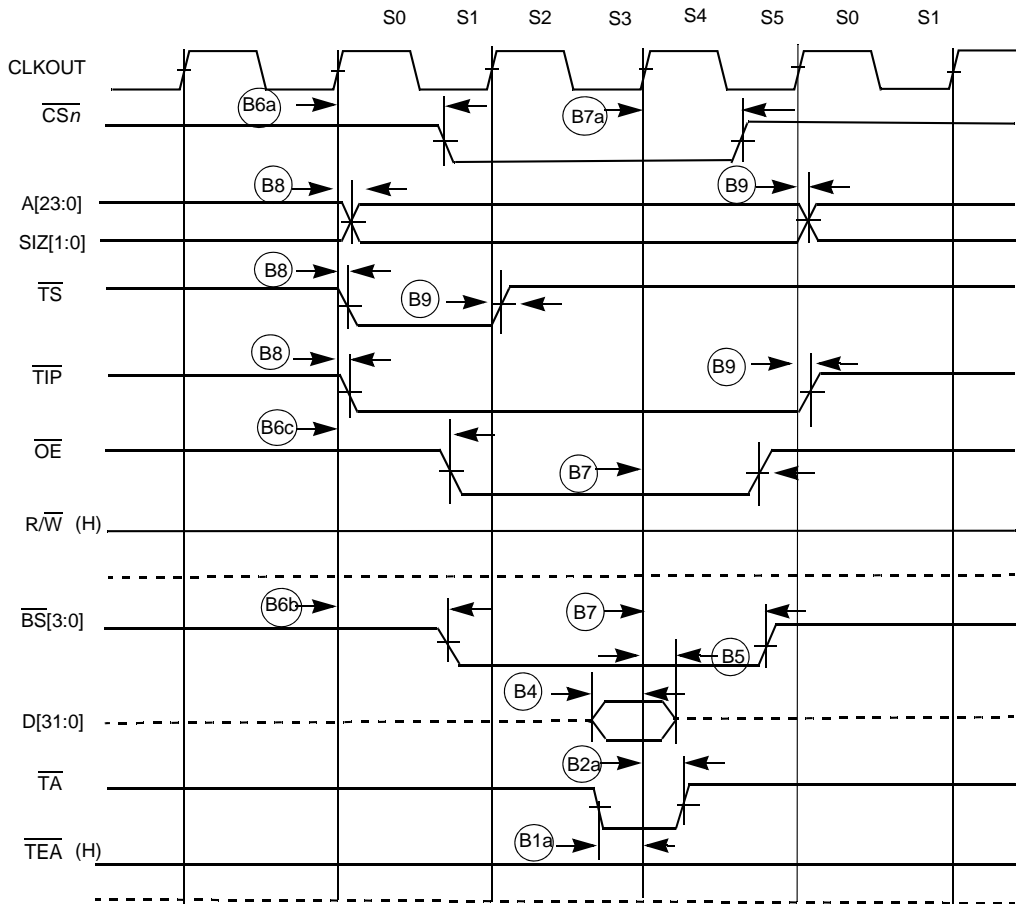 S0 S1 S2 S3 S4 S5 S0 S1
CLKOUT
B6a B7a
CSn
B8 B9
A[23:0]
SIZ[1:0]
B8
TS B9
B8 B9
TIP
B6c
OE B7
R/W (H)
B6b B7
BS[3:0]
B5
B4
D[31:0]
B2a
TA
B1a
TEA (H)